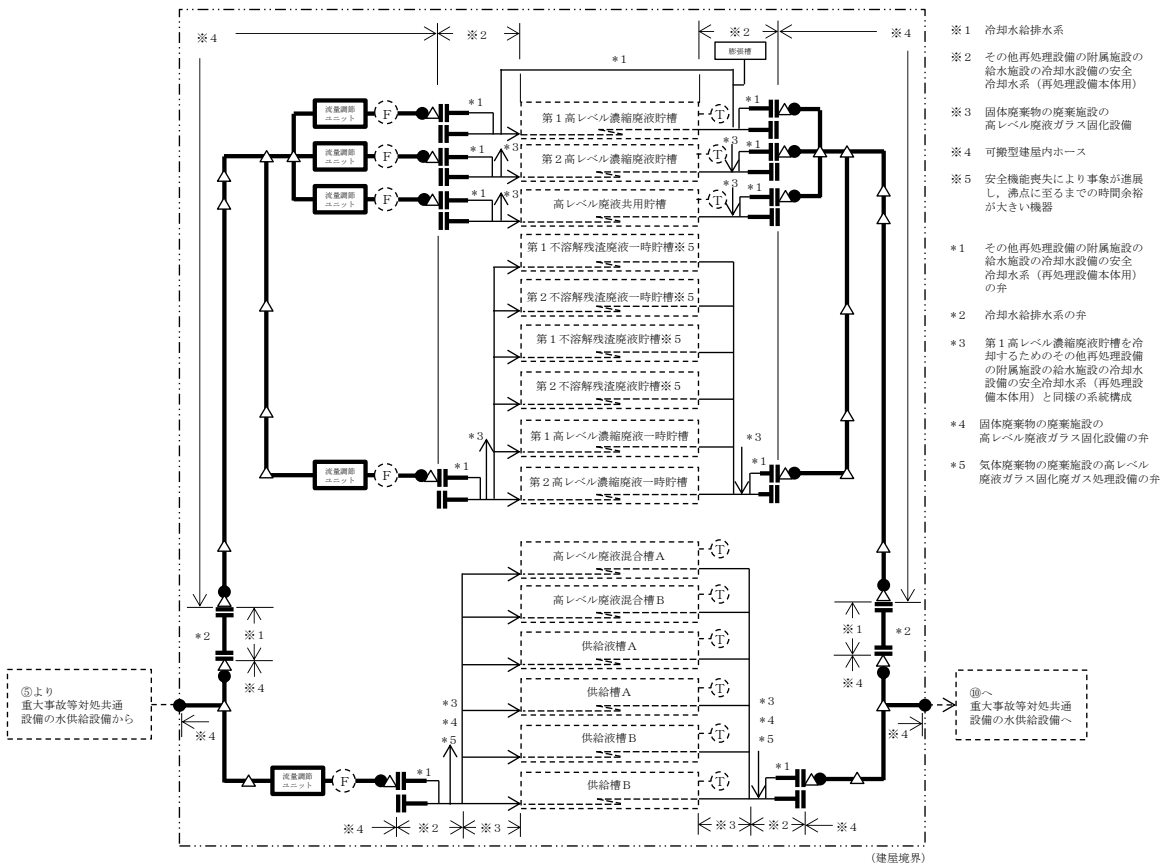 ※4
※2
※2
※4
膨張槽
*1
流量調節
ユニット
F
*1
第1高レベル濃縮廃液貯槽
T
*1
流量調節
ユニット
F
*1
*3
第2高レベル濃縮廃液貯槽
T
*3
*1
流量調節
ユニット
F
*1
*3
高レベル廃液共用貯槽
T
*3
*1
第1不溶解残渣廃液一時貯槽※5
第2不溶解残渣廃液一時貯槽※5
第1不溶解残渣廃液貯槽※5
第2不溶解残渣廃液貯槽※5
*3
第1高レベル濃縮廃液一時貯槽
*3
流量調節
ユニット
F
*1
第2高レベル濃縮廃液一時貯槽
*1
高レベル廃液混合槽A
T
高レベル廃液混合槽B
T
*2
※1
供給液槽A
T
※1
*2
※4
※4
⑤より
重大事故等対処共通
設備の水供給設備から
※4
供給槽A
T
*3
*4
*5
*3
*4
*5
供給液槽B
T
⑩へ
重大事故等対処共通
設備の水供給設備へ
※4
流量調節
ユニット
F
*1
供給槽B
T
*1
※4
※2
※3
※3
※2
※4
(建屋境界)
※1 冷却水給排水系
※2 その他再処理設備の附属施設の
給水施設の冷却水設備の安全
冷却水系(再処理設備本体用)
※3 固体廃棄物の廃棄施設の
高レベル廃液ガラス固化設備
※4 可搬型建屋内ホース
※5 安全機能喪失により事象が進展
し,沸点に至るまでの時間余裕
が大きい機器
*1 その他再処理設備の附属施設の
給水施設の冷却水設備の安全
冷却水系(再処理設備本体用)
の弁
*2 冷却水給排水系の弁
*3 第1高レベル濃縮廃液貯槽を冷
却するためのその他再処理設備
の附属施設の給水施設の冷却水
設備の安全冷却水系(再処理設
備本体用)と同様の系統構成
*4 固体廃棄物の廃棄施設の
高レベル廃液ガラス固化設備の弁
*5 気体廃棄物の廃棄施設の高レベル
廃液ガラス固化廃ガス処理設備の弁